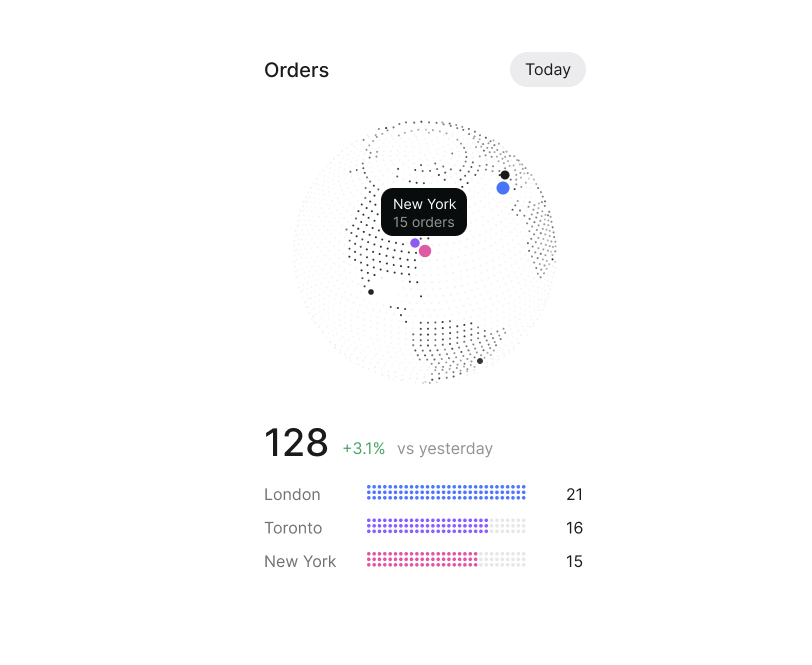 Orders
Today
New York
15 orders
128 +3.1% vs yesterday
London 21
Toronto 16
New York 15